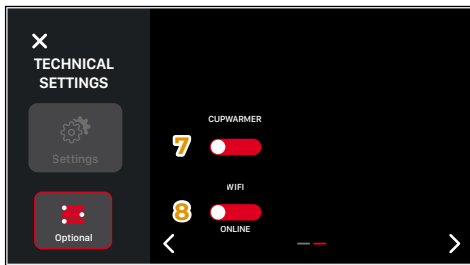 TECHNICAL
SETTINGS
Settings
Optional
CUPWARMER
7
WIFI
8
ONLINE